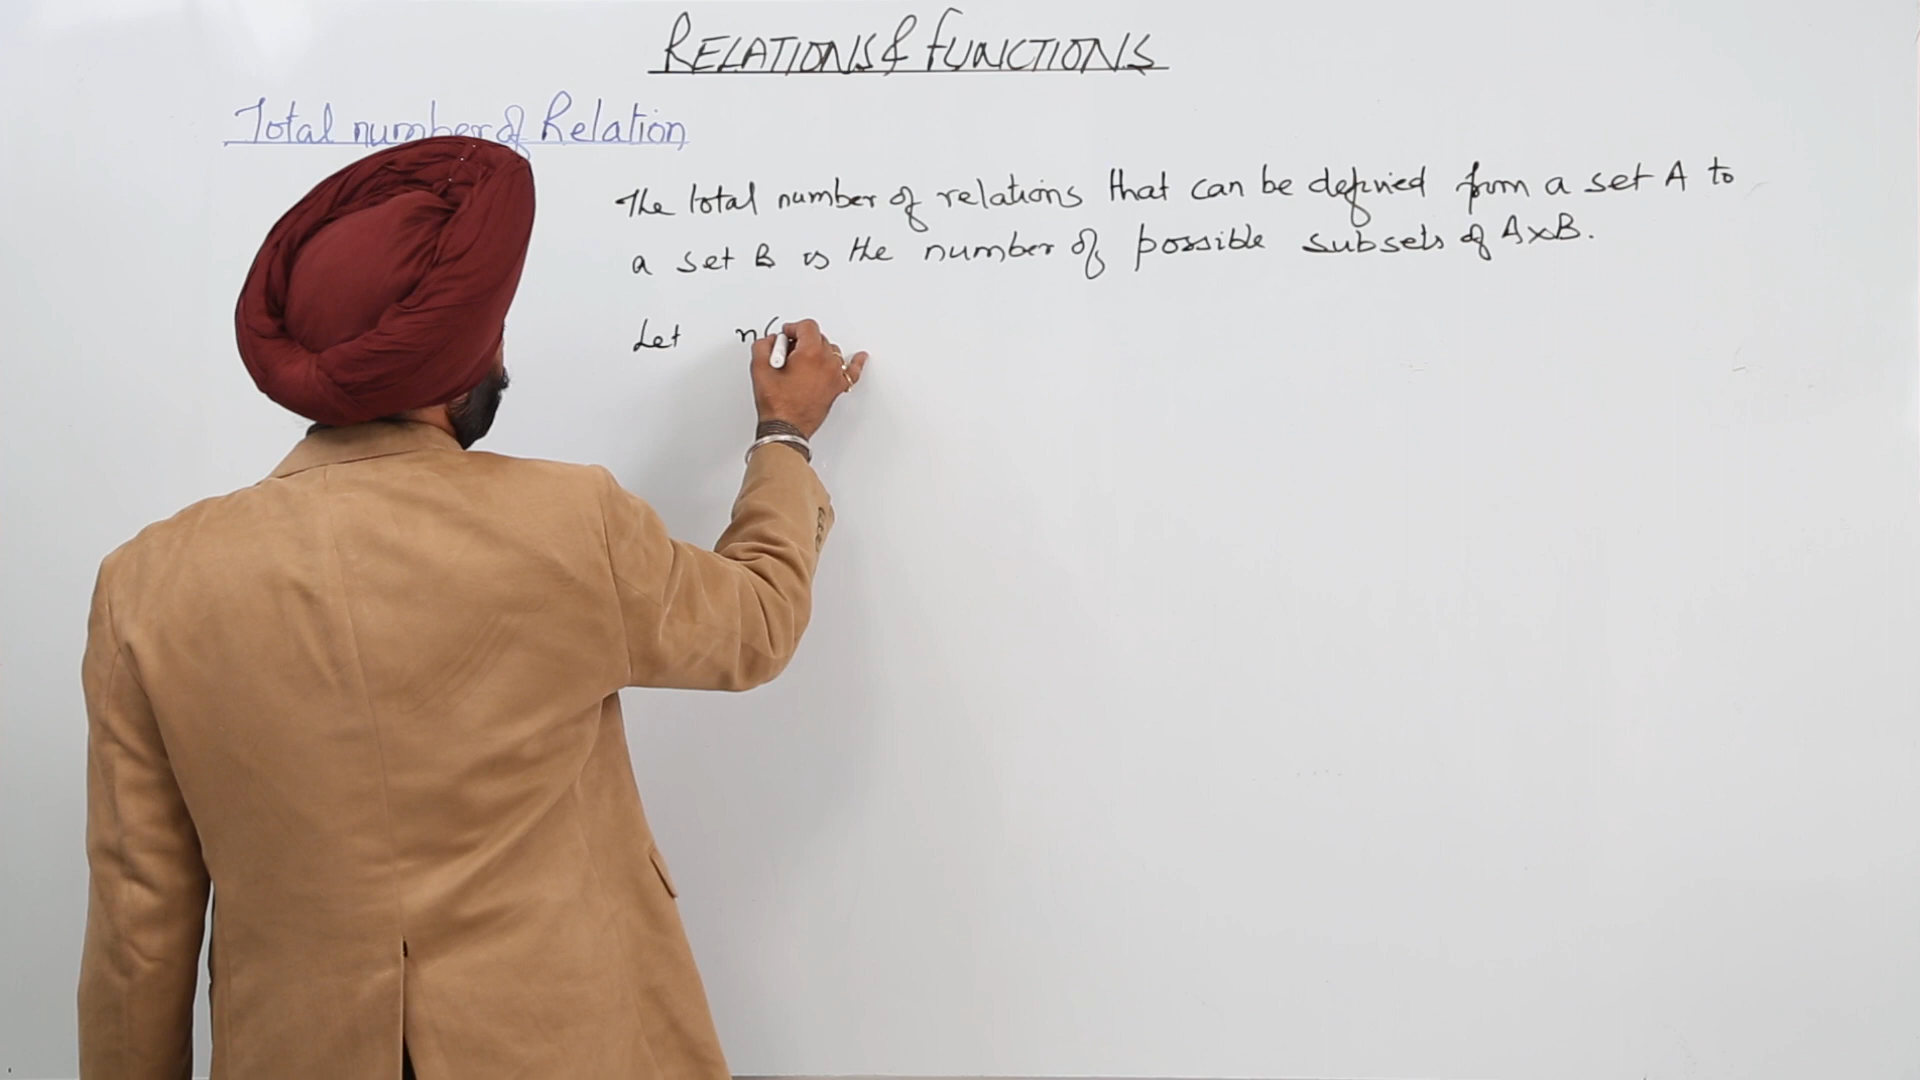 RELATIONS & FUNCTIONS
Total number of Relation
The total number of relations that can be defined from a set A to
a set B is the number of possible subsets of A×B.
Let n(